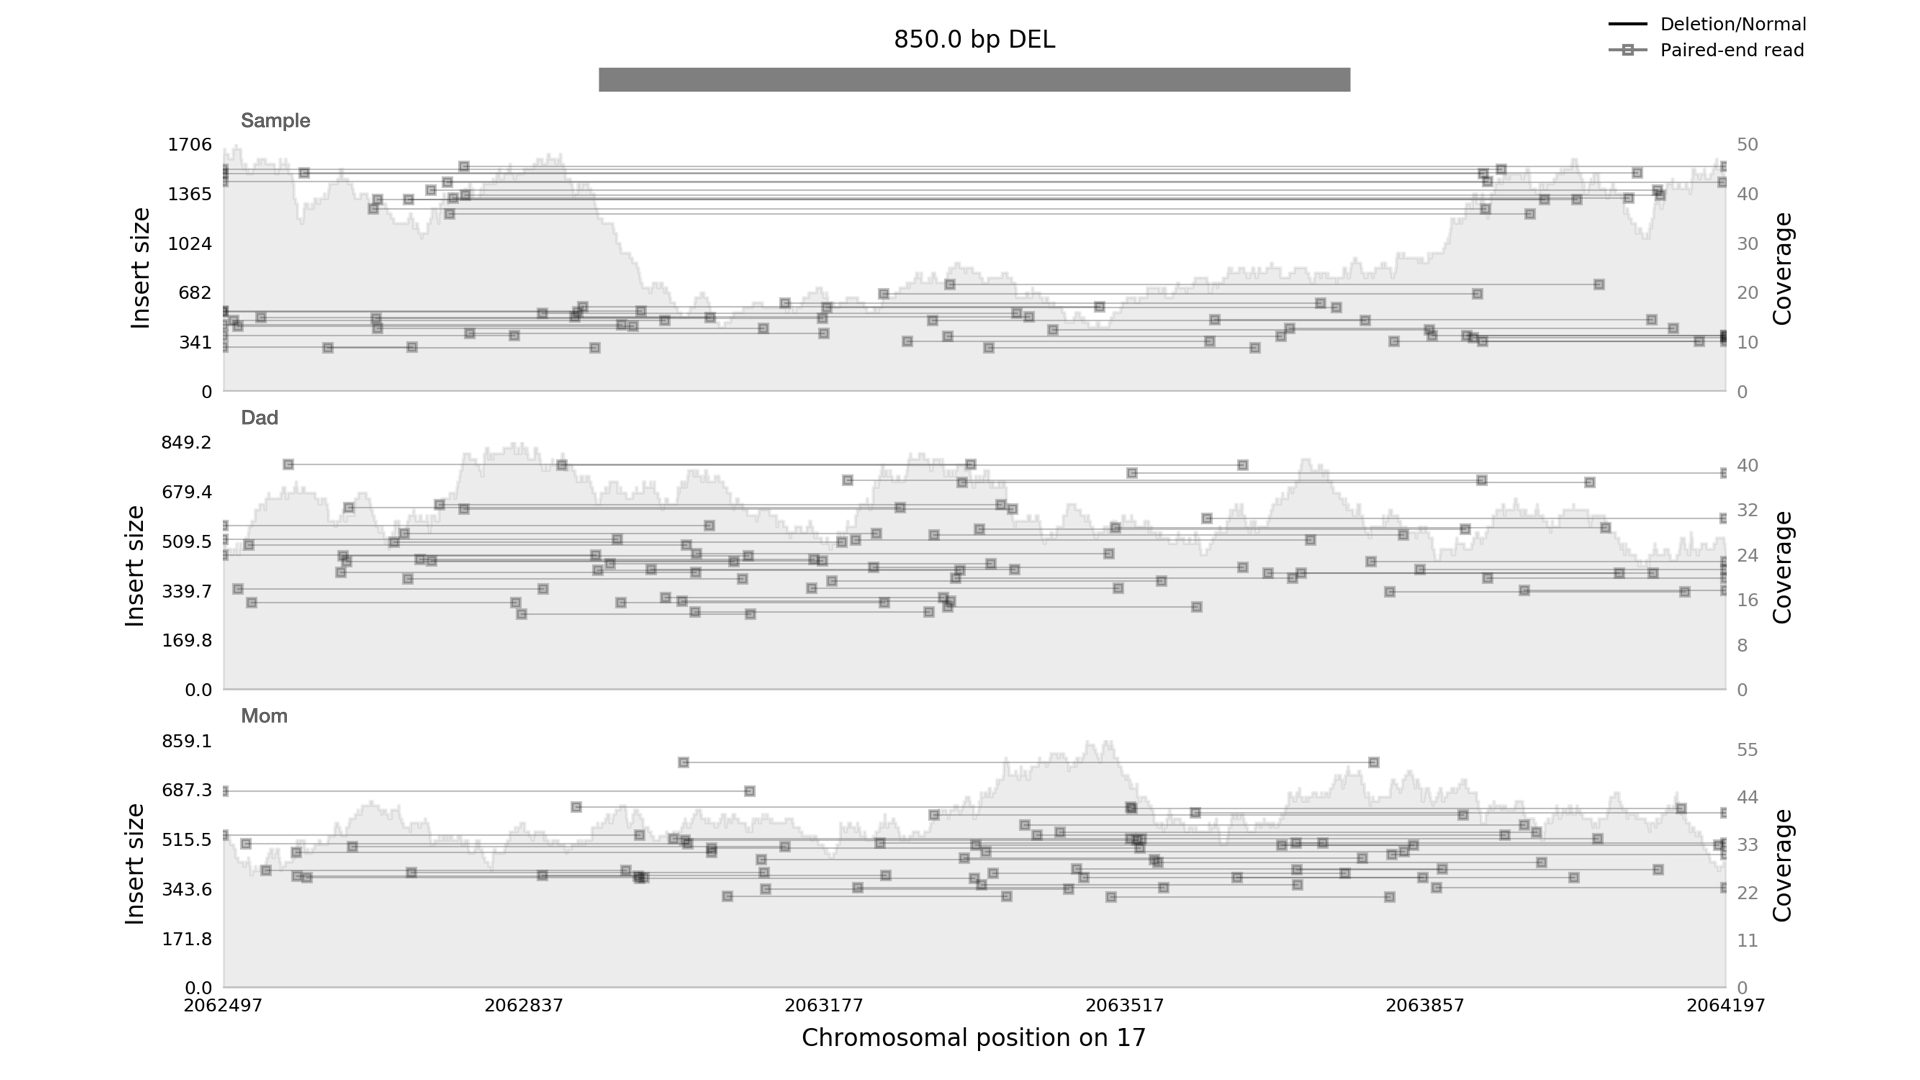 Deletion/Normal
850.0 bp DEL
Paired-end read
Sample
1706
1365
1024
682
341
0
Insert size
50
40
30
20
10
0
Coverage
Dad
849.2
679.4
509.5
339.7
169.8
0.0
Insert size
40
32
24
16
8
0
Coverage
Mom
859.1
687.3
515.5
343.6
171.8
0.0
Insert size
55
44
33
22
11
0
Coverage
2062497 2062837 2063177 2063517 2063857 2064197
Chromosomal position on 17